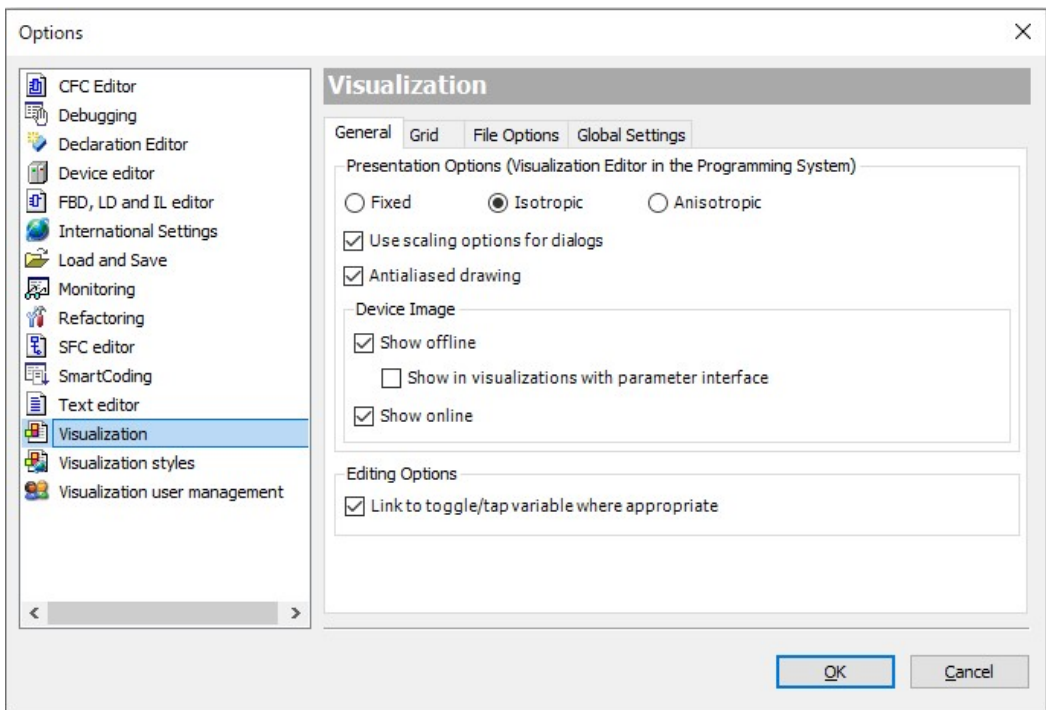 Options
CFC Editor
Debugging
Declaration Editor
Device editor
FBD, LD and IL editor
International Settings
Load and Save
Monitoring
Refactoring
SFC editor
SmartCoding
Text editor
Visualization
Visualization styles
Visualization user management
Visualization
General Grid File Options Global Settings
Presentation Options (Visualization Editor in the Programming System)
Fixed Isotropic Anisotropic
Use scaling options for dialogs
Antialiased drawing
Device Image
Show offline
Show in visualizations with parameter interface
Show online
Editing Options
Link to toggle/tap variable where appropriate
OK Cancel